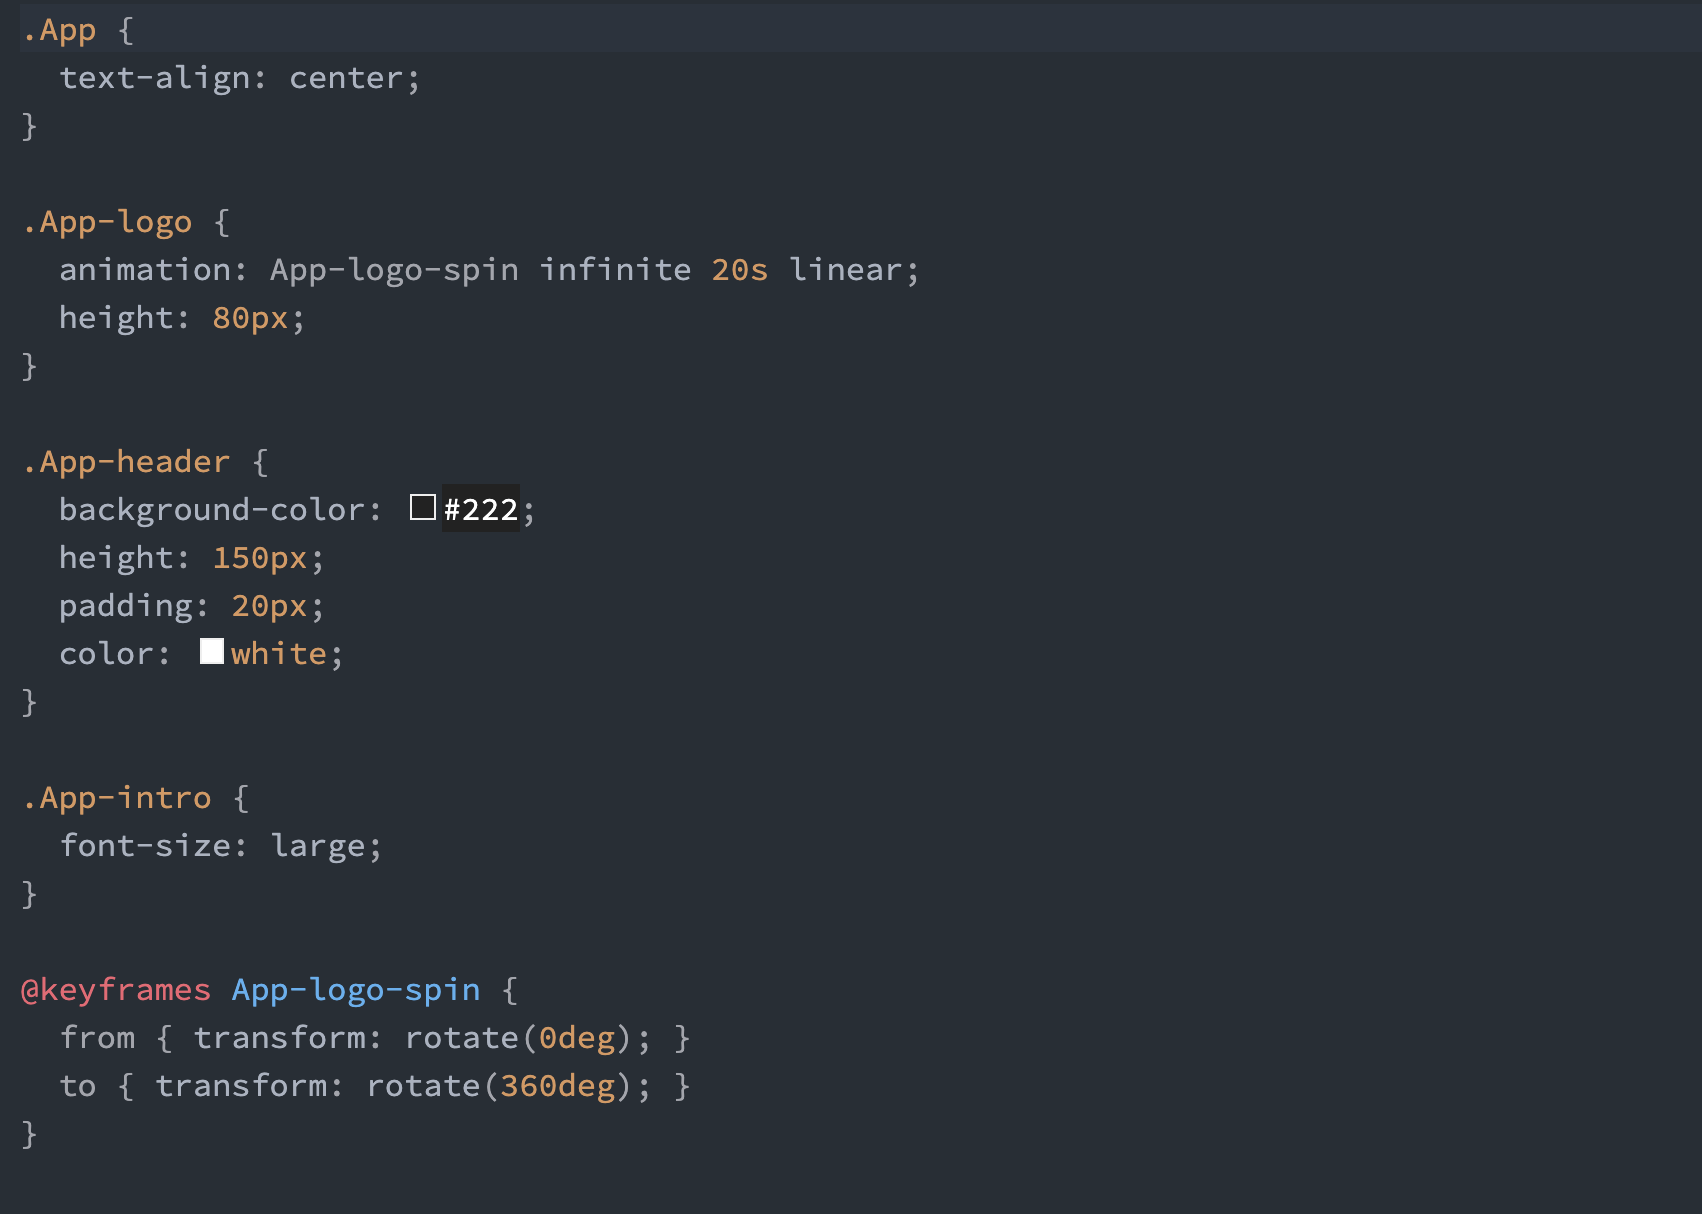 .App {
  text-align: center;
}

.App-logo {
  animation: App-logo-spin infinite 20s linear;
  height: 80px;
}

.App-header {
  background-color: #222;
  height: 150px;
  padding: 20px;
  color: white;
}

.App-intro {
  font-size: large;
}

@keyframes App-logo-spin {
  from { transform: rotate(0deg); }
  to { transform: rotate(360deg); }
}